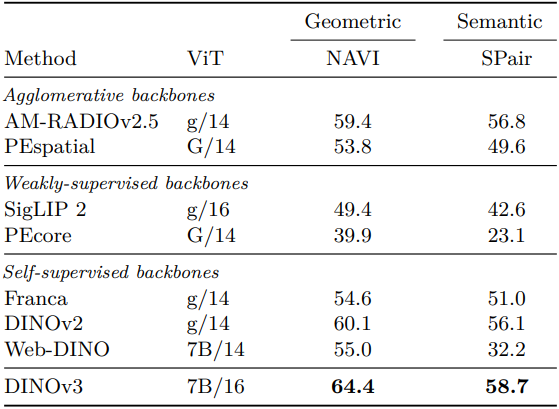 Geometric Semantic
Method ViT NAVI SPair
Agglomerative backbones
AM-RADIOv2.5 g/14 59.4 56.8
PEspatial G/14 53.8 49.6
Weakly-supervised backbones
SigLIP 2 g/16 49.4 42.6
PEcore G/14 39.9 23.1
Self-supervised backbones
Franca g/14 54.6 51.0
DINOv2 g/14 60.1 56.1
Web-DINO 7B/14 55.0 32.2
DINOv3 7B/16 64.4 58.7